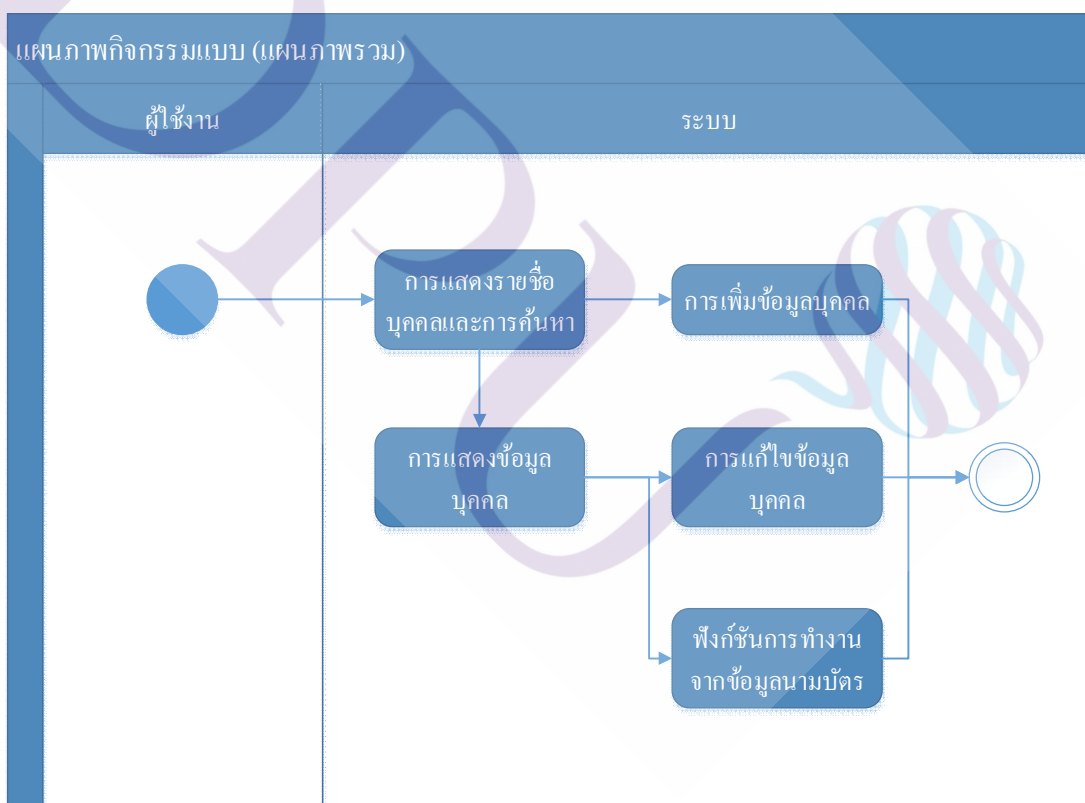 แผนภาพกิจกรรมแบบ (แผนภาพรวม)
ผู้ใช้งาน
ระบบ
การแสดงรายชื่อ
บุคคลและการค้นหา
การเพิ่มข้อมูลบุคคล
การแสดงข้อมูล
บุคคล
การแก้ไขข้อมูล
บุคคล
ฟังก์ชันการทำงาน
จากข้อมูลนามบัตร